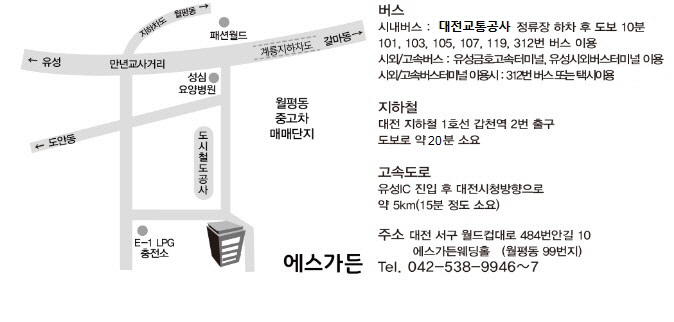 지하차도 월평동 →
패션월드
← 유성
만년교사거리
계룡지하차도
갈마동 →
성심
요양병원
월평동
중고차
매매단지
← 도안동
도시철도공사
E-1 LPG
충전소
에스가든
버스
시내버스 : 대전교통공사 정류장 하차 후 도보 10분
101, 103, 105, 107, 119, 312번 버스 이용
시외/고속버스 : 유성금호고속터미널, 유성시외버스터미널 이용
시외/고속버스터미널 이용시 : 312번 버스 또는 택시이용
지하철
대전 지하철 1호선 갑천역 2번 출구
도보로 약 20분 소요
고속도로
유성IC 진입 후 대전시청방향으로
약 5km(15분 정도 소요)
주소 대전 서구 월드컵대로 484번안길 10
에스가든웨딩홀 (월평동 99번지)
Tel. 042-538-9946~7